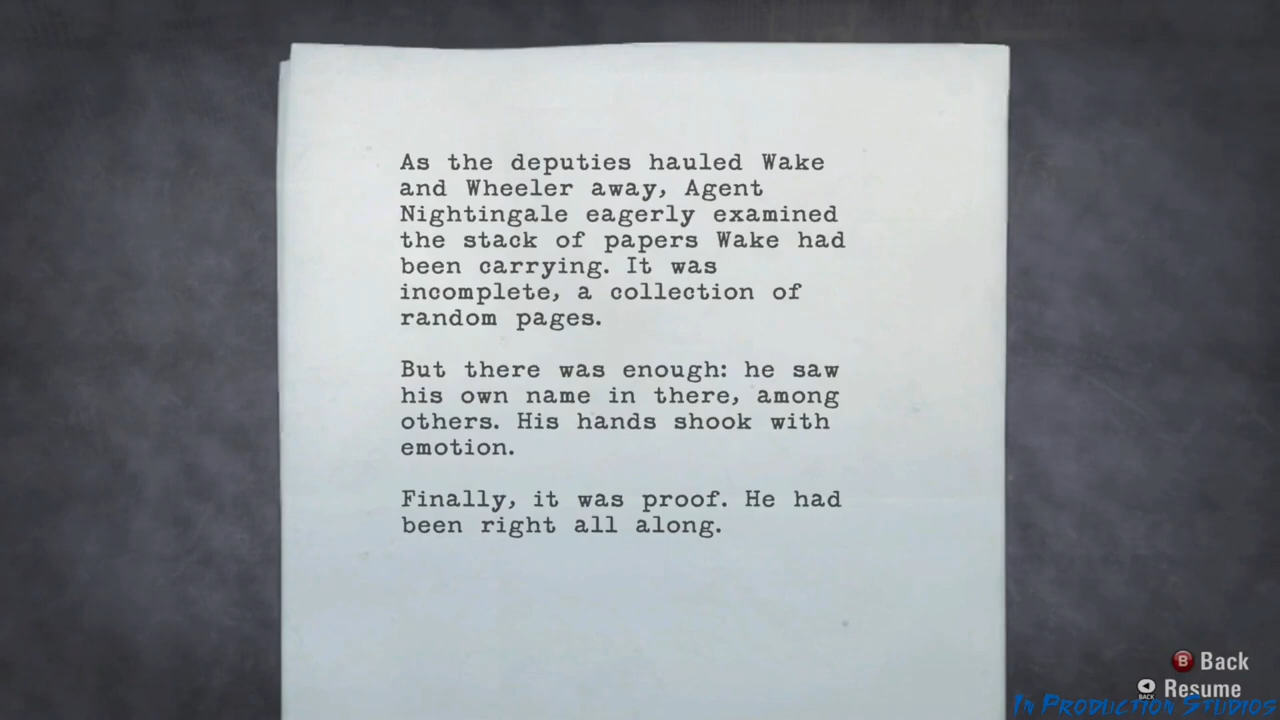 As the deputies hauled Wake
and Wheeler away, Agent
Nightingale eagerly examined
the stack of papers Wake had
been carrying. It was
incomplete, a collection of
random pages.
But there was enough: he saw
his own name in there, among
others. His hands shook with
emotion.
Finally, it was proof. He had
been right all along.
B Back
BACK Resume
In Production Studios